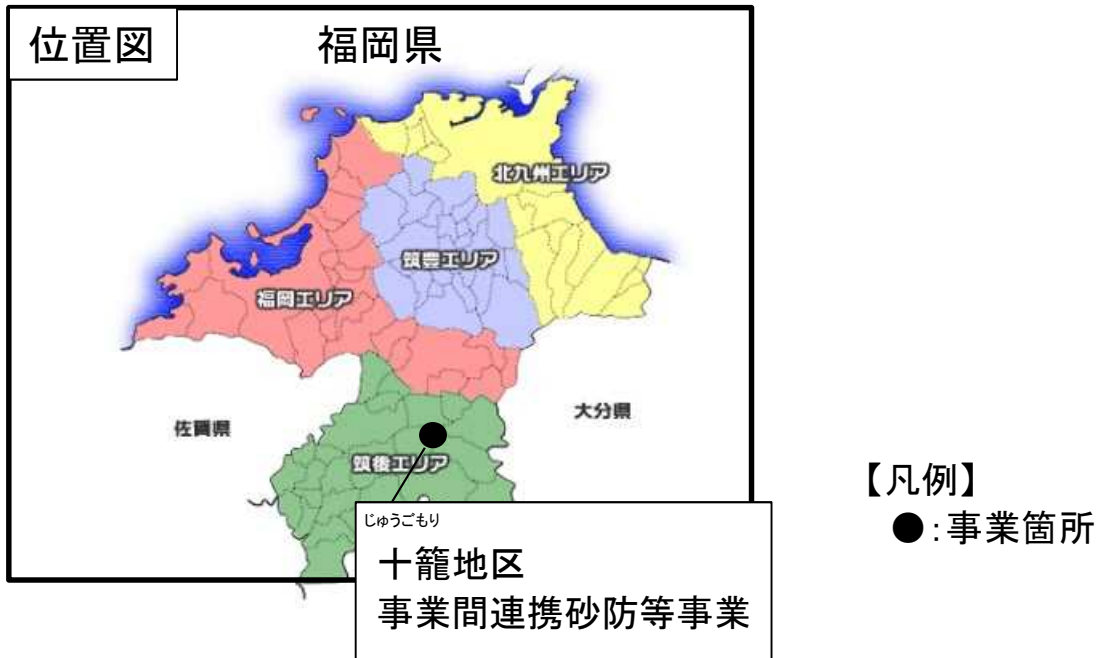 位置図
福岡県
北九州エリア
筑豊エリア
福岡エリア
大分県
佐賀県
筑後エリア
【凡例】
●:事業箇所
じゅうごもり
十籠地区
事業間連携砂防等事業